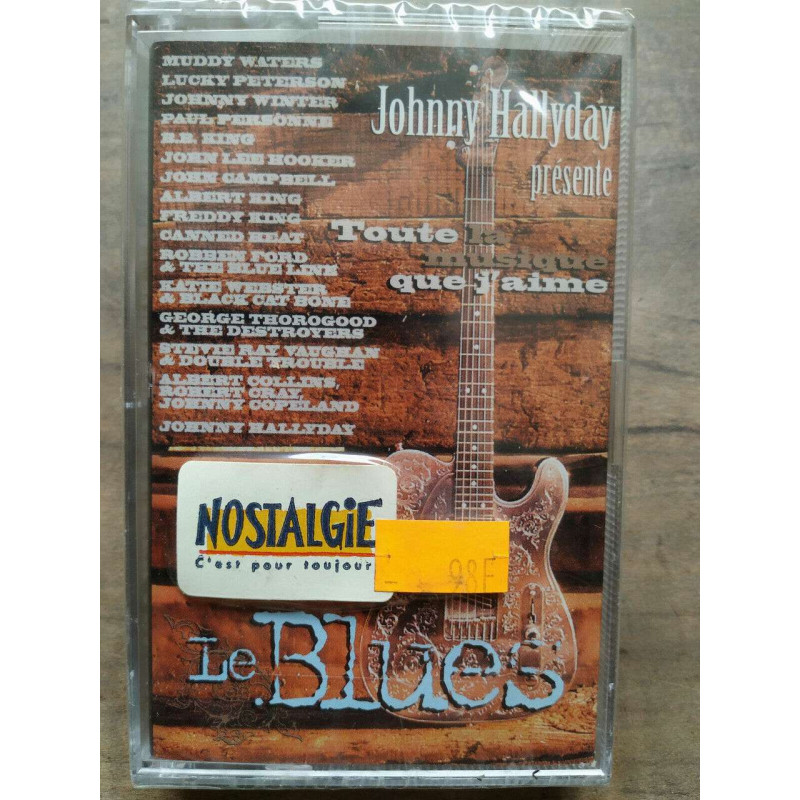 MUDDY WATERS
LUCKY PETERSON
JOHNNY WINTER
PAUL PERSONNE
B.B. KING
JOHN LEE HOOKER
JOHN CAMPBELL
ALBERT KING
FREDDY KING
CANNED HEAT
ROBBEN FORD
& THE BLUE LINE
KATIE WEBSTER
& BLACK CAT BONE
GEORGE THOROGOOD
& THE DESTROYERS
STEVIE RAY VAUGHAN
& DOUBLE TROUBLE
ALBERT COLLINS,
ROBERT CRAY,
JOHNNY COPELAND
JOHNNY HALLYDAY
Johnny Hallyday
présente
Toute la
musique
que j'aime
NOSTALGIE
C'est pour toujour
98F
Le Blues